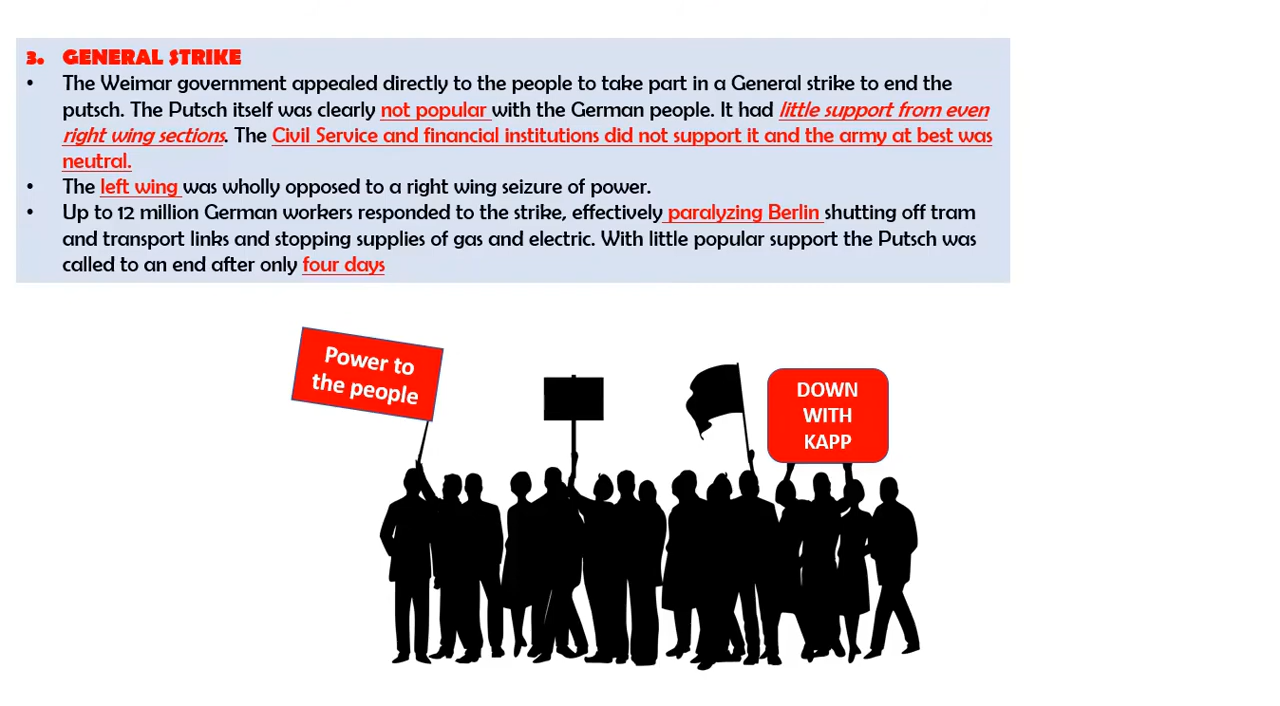 3. GENERAL STRIKE
• The Weimar government appealed directly to the people to take part in a General strike to end the
putsch. The Putsch itself was clearly not popular with the German people. It had little support from even
right wing sections. The Civil Service and financial institutions did not support it and the army at best was
neutral.
• The left wing was wholly opposed to a right wing seizure of power.
• Up to 12 million German workers responded to the strike, effectively paralyzing Berlin shutting off tram
and transport links and stopping supplies of gas and electric. With little popular support the Putsch was
called to an end after only four days
Power to
the people
DOWN
WITH
KAPP